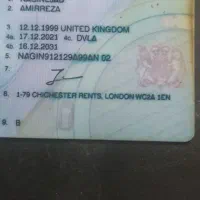 2. AMIRREZA
3. 12.12.1999 UNITED KINGDOM
4a. 17.12.2021 4c. DVLA
4b. 16.12.2031
5. NAGIN912129A99AN 02
7.
8. 1-79 CHICHESTER RENTS, LONDON WC2A 1EN
9. B